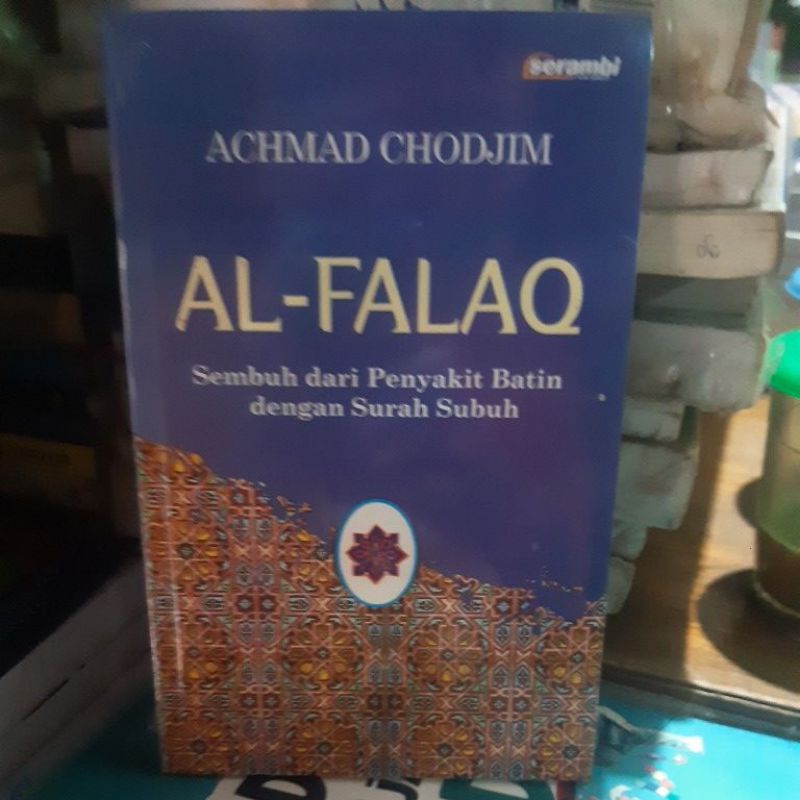 serambi
ACHMAD CHODJIM
AL-FALAQ
Sembuh dari Penyakit Batin
dengan Surah Subuh